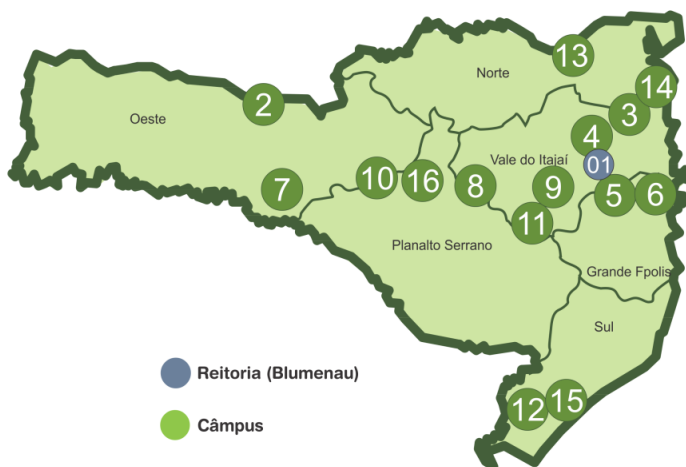 13
Norte
14
2
3
Oeste
4
Vale do Itajaí
01
10
16
8
9
7
5
6
11
Planalto Serrano
Grande Fpolis
Sul
Reitoria (Blumenau)
12
15
Câmpus